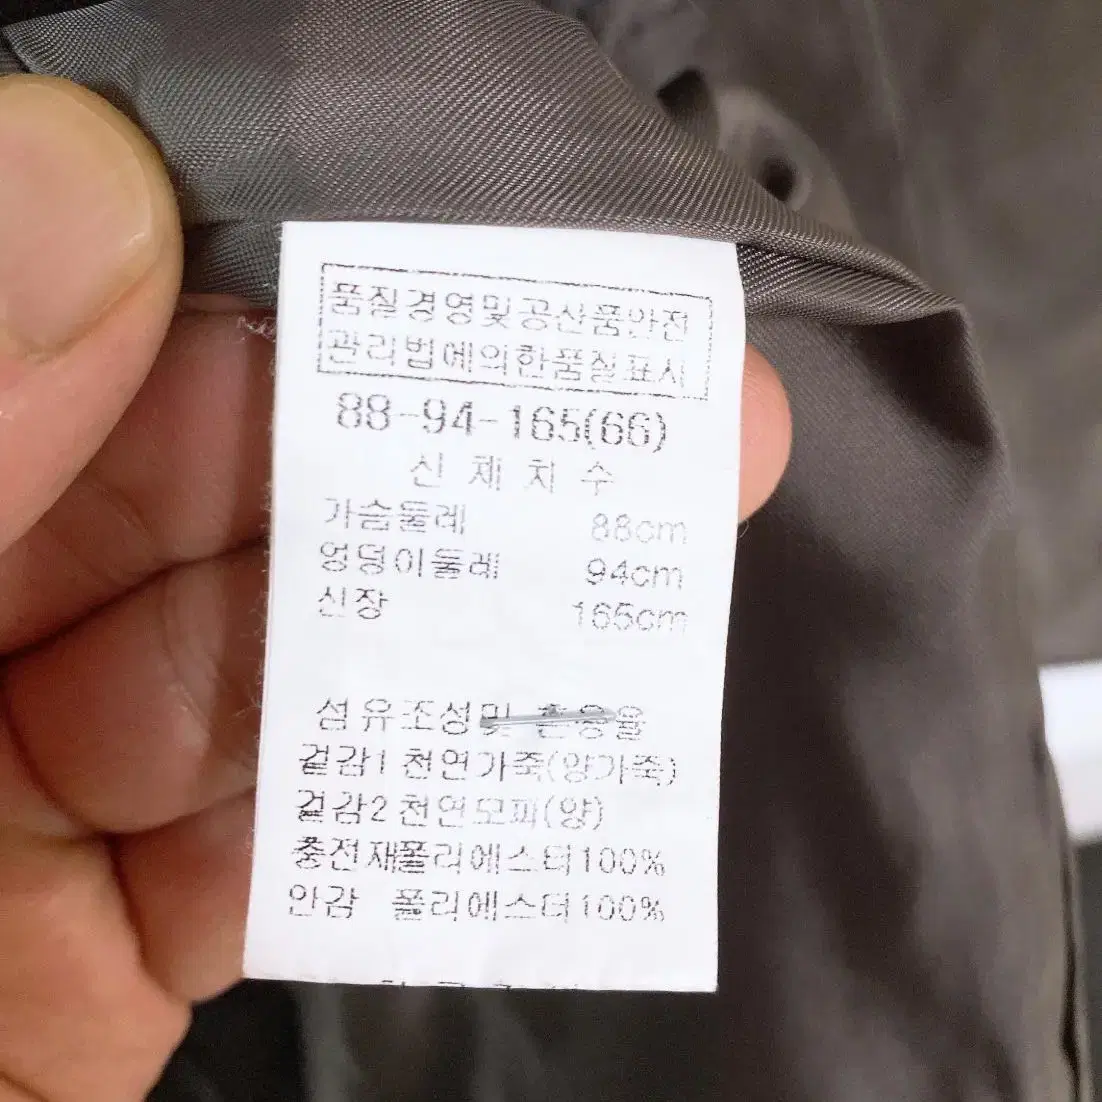 품질경영및공산품안전
관리법에의한품질표시
88-94-165(66)
신 체 치 수
가슴둘레 88cm
엉덩이둘레 94cm
신장 165cm
섬유조성및 혼용율
겉감1 천연가죽(양가죽)
겉감2 천연모피(양)
충전재폴리에스터100%
안감 폴리에스터100%